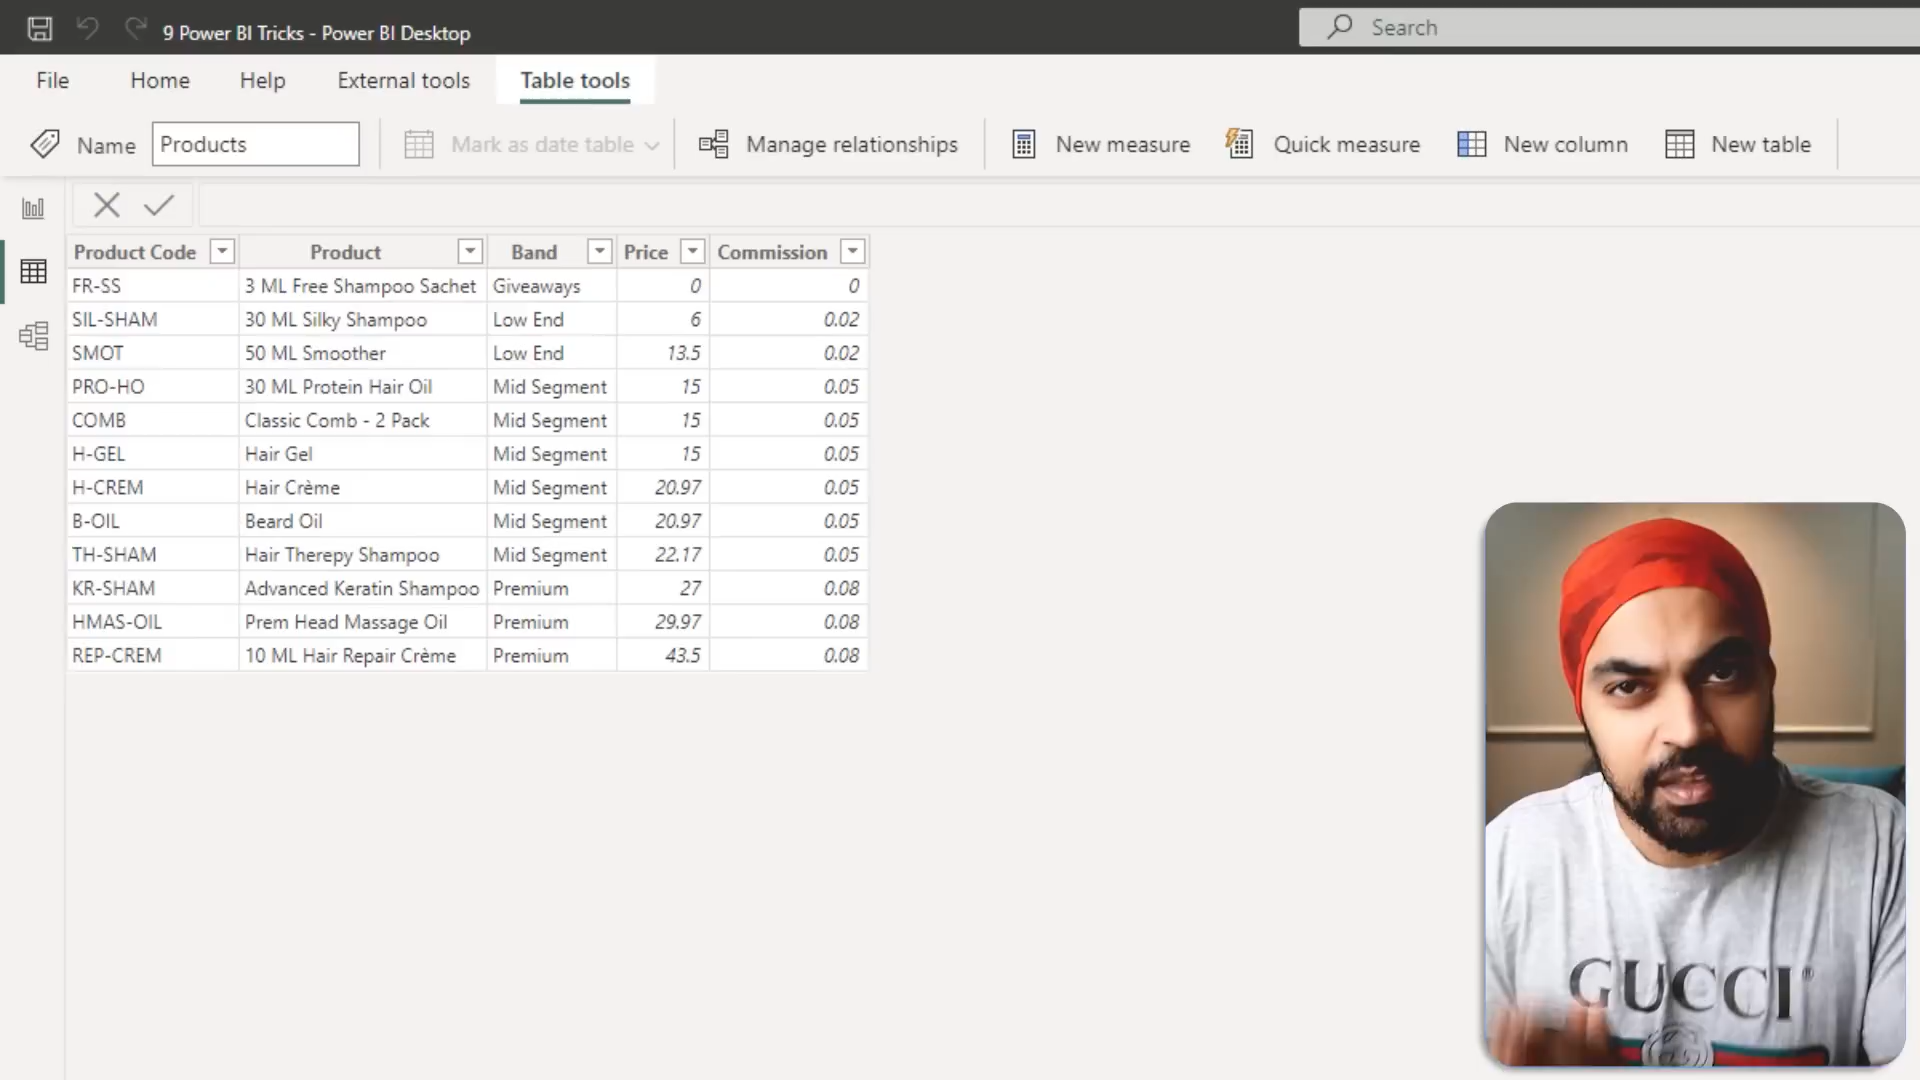 9 Power BI Tricks - Power BI Desktop
Search
File Home Help External tools Table tools
Name Products Mark as date table Manage relationships New measure Quick measure New column New table
Product Code Product Band Price Commission
FR-SS 3 ML Free Shampoo Sachet Giveaways 0 0
SIL-SHAM 30 ML Silky Shampoo Low End 6 0.02
SMOT 50 ML Smoother Low End 13.5 0.02
PRO-HO 30 ML Protein Hair Oil Mid Segment 15 0.05
COMB Classic Comb - 2 Pack Mid Segment 15 0.05
H-GEL Hair Gel Mid Segment 15 0.05
H-CREM Hair Crème Mid Segment 20.97 0.05
B-OIL Beard Oil Mid Segment 20.97 0.05
TH-SHAM Hair Therepy Shampoo Mid Segment 22.17 0.05
KR-SHAM Advanced Keratin Shampoo Premium 27 0.08
HMAS-OIL Prem Head Massage Oil Premium 29.97 0.08
REP-CREM 10 ML Hair Repair Crème Premium 43.5 0.08
GUCCI®